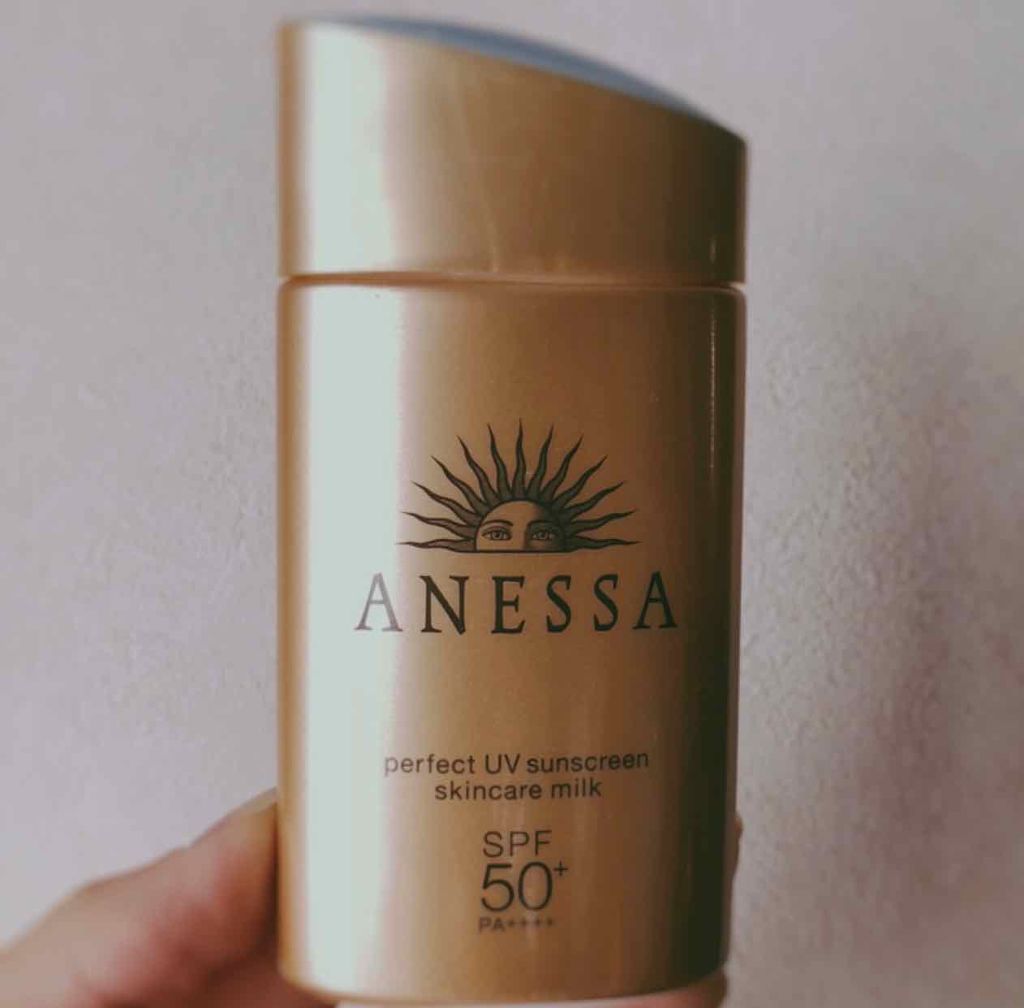 ANESSA
perfect UV sunscreen
skincare milk
SPF
50+
PA++++